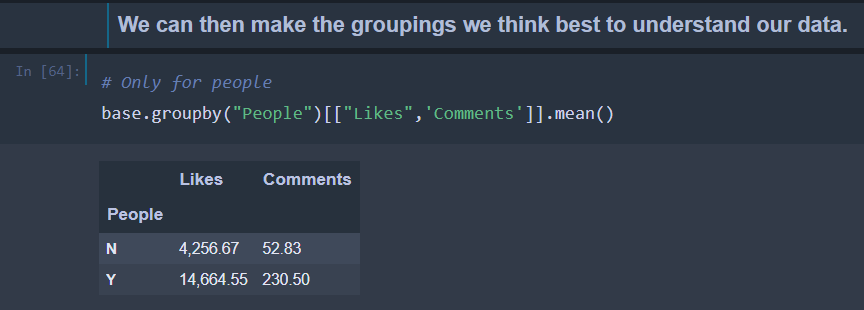 We can then make the groupings we think best to understand our data.
In [64]:
# Only for people
base.groupby("People")[["Likes",'Comments']].mean()
Likes Comments
People
N 4,256.67 52.83
Y 14,664.55 230.50